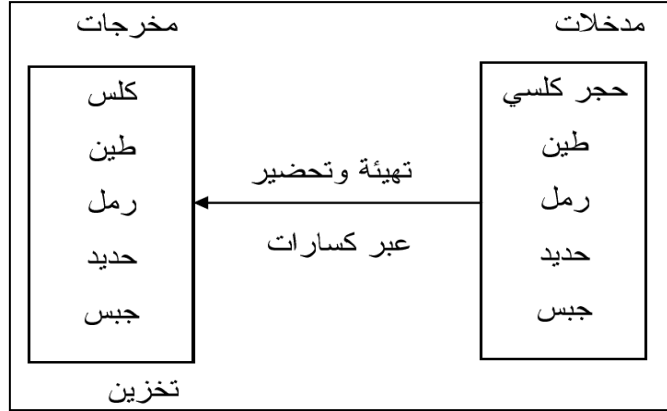 مدخلات
حجر كلسي
طين
رمل
حديد
جبس
تهيئة وتحضير
عبر كسارات
مخرجات
كلس
طين
رمل
حديد
جبس
تخزين